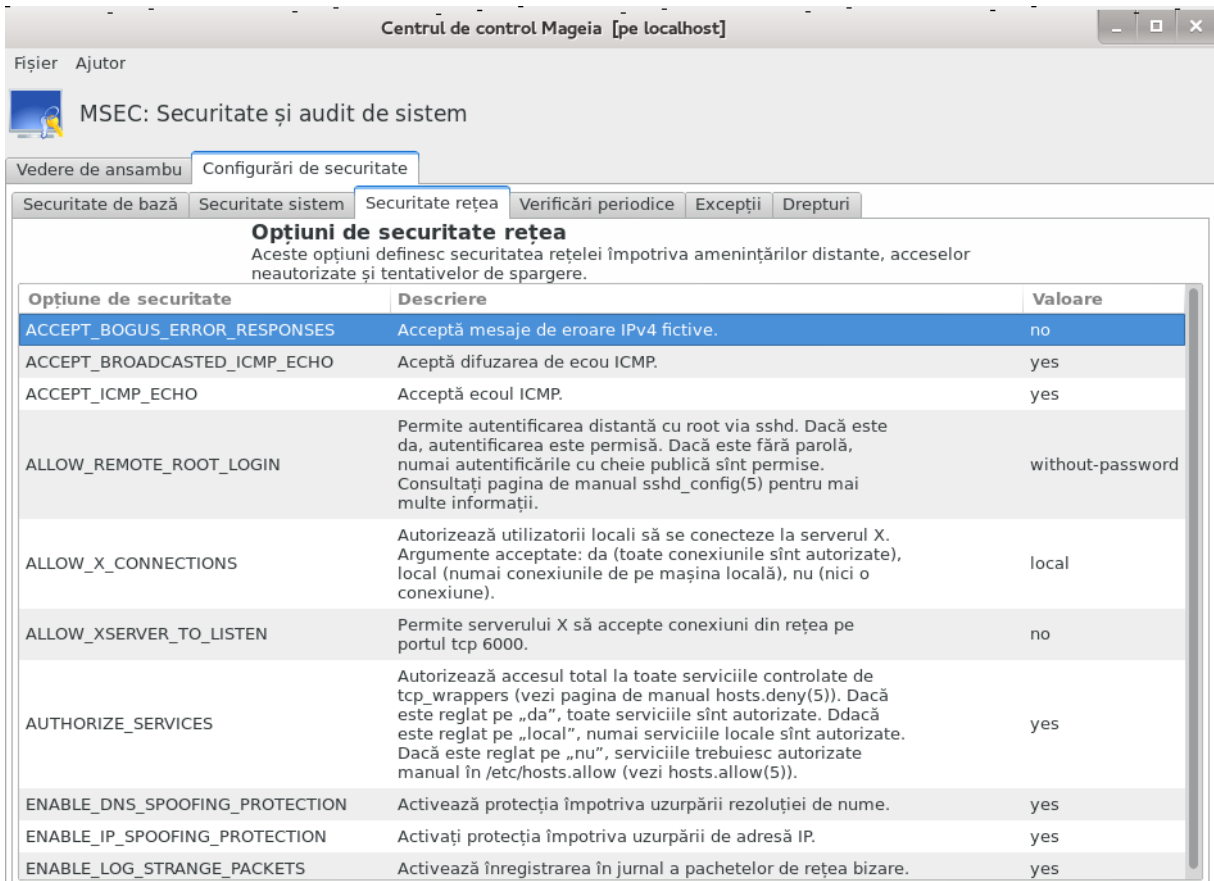 Centrul de control Mageia [pe localhost]
Fișier Ajutor
MSEC: Securitate și audit de sistem
Vedere de ansambu Configurări de securitate
Securitate de bază Securitate sistem Securitate rețea Verificări periodice Excepții Drepturi
Opțiuni de securitate rețea
Aceste opțiuni definesc securitatea rețelei împotriva amenințărilor distante, acceselor
neautorizate și tentativelor de spargere.
Opțiune de securitate Descriere Valoare
ACCEPT_BOGUS_ERROR_RESPONSES Acceptă mesaje de eroare IPv4 fictive. no
ACCEPT_BROADCASTED_ICMP_ECHO Aceptă difuzarea de ecou ICMP. yes
ACCEPT_ICMP_ECHO Acceptă ecoul ICMP. yes
Permite autentificarea distantă cu root via sshd. Dacă este
da, autentificarea este permisă. Dacă este fără parolă,
ALLOW_REMOTE_ROOT_LOGIN numai autentificările cu cheie publică sînt permise. without-password
Consultați pagina de manual sshd_config(5) pentru mai
multe informații.
Autorizează utilizatorii locali să se conecteze la serverul X.
Argumente acceptate: da (toate conexiunile sînt autorizate),
ALLOW_X_CONNECTIONS local (numai conexiunile de pe mașina locală), nu (nici o local
conexiune).
ALLOW_XSERVER_TO_LISTEN Permite serverului X să accepte conexiuni din rețea pe no
portul tcp 6000.
Autorizează accesul total la toate serviciile controlate de
tcp_wrappers (vezi pagina de manual hosts.deny(5)). Dacă
este reglat pe „da”, toate serviciile sînt autorizate. Ddacă
AUTHORIZE_SERVICES este reglat pe „local”, numai serviciile locale sînt autorizate. yes
Dacă este reglat pe „nu”, serviciile trebuiesc autorizate
manual în /etc/hosts.allow (vezi hosts.allow(5)).
ENABLE_DNS_SPOOFING_PROTECTION Activează protecția împotriva uzurpării rezoluției de nume. yes
ENABLE_IP_SPOOFING_PROTECTION Activați protecția împotriva uzurpării de adresă IP. yes
ENABLE_LOG_STRANGE_PACKETS Activează înregistrarea în jurnal a pachetelor de rețea bizare. yes